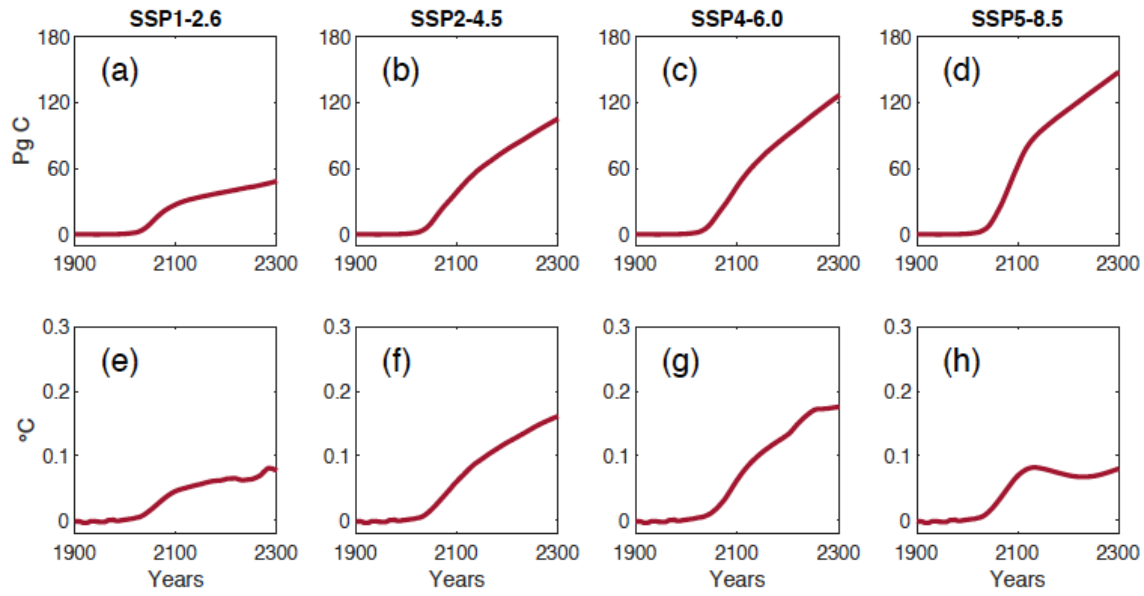 SSP1-2.6 SSP2-4.5 SSP4-6.0 SSP5-8.5
180 180 180 180
(a) (b) (c) (d)
120 120 120 120
Pg C
60 60 60 60
0 0 0 0
1900 2100 2300 1900 2100 2300 1900 2100 2300 1900 2100 2300
0.3 0.3 0.3 0.3
(e) (f) (g) (h)
0.2 0.2 0.2 0.2
°C
0.1 0.1 0.1 0.1
0 0 0 0
1900 2100 2300 1900 2100 2300 1900 2100 2300 1900 2100 2300
Years Years Years Years